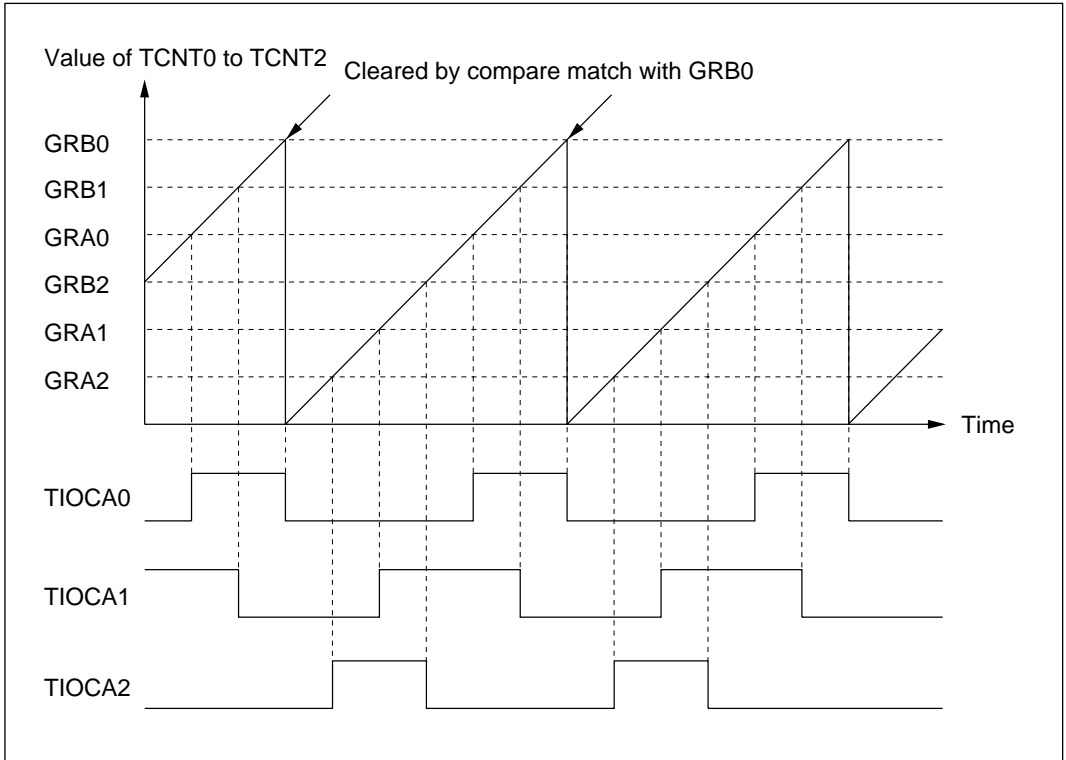 Value of TCNT0 to TCNT2
Cleared by compare match with GRB0
GRB0
GRB1
GRA0
GRB2
GRA1
GRA2
Time
TIOCA0
TIOCA1
TIOCA2